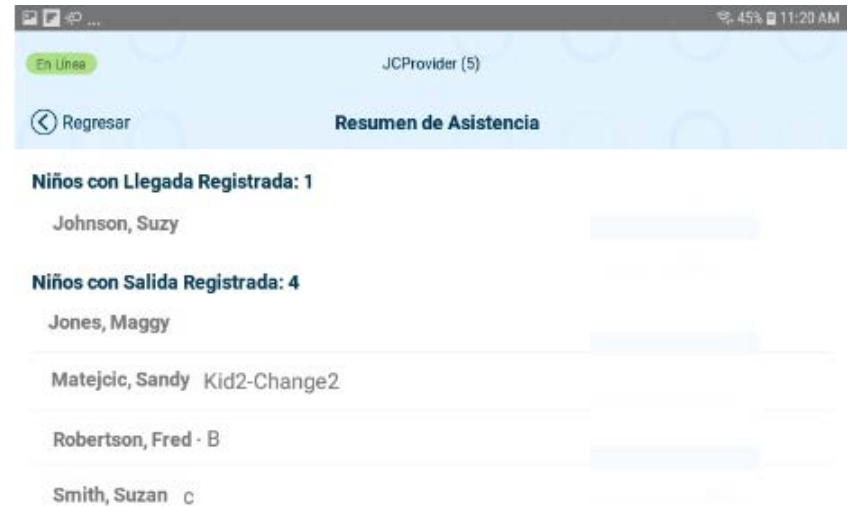 45% 11:20 AM
En Línea
JCProvider (5)
Regresar
Resumen de Asistencia
Niños con Llegada Registrada: 1
Johnson, Suzy
Niños con Salida Registrada: 4
Jones, Maggy
Matejcic, Sandy Kid2-Change2
Robertson, Fred - B
Smith, Suzan c